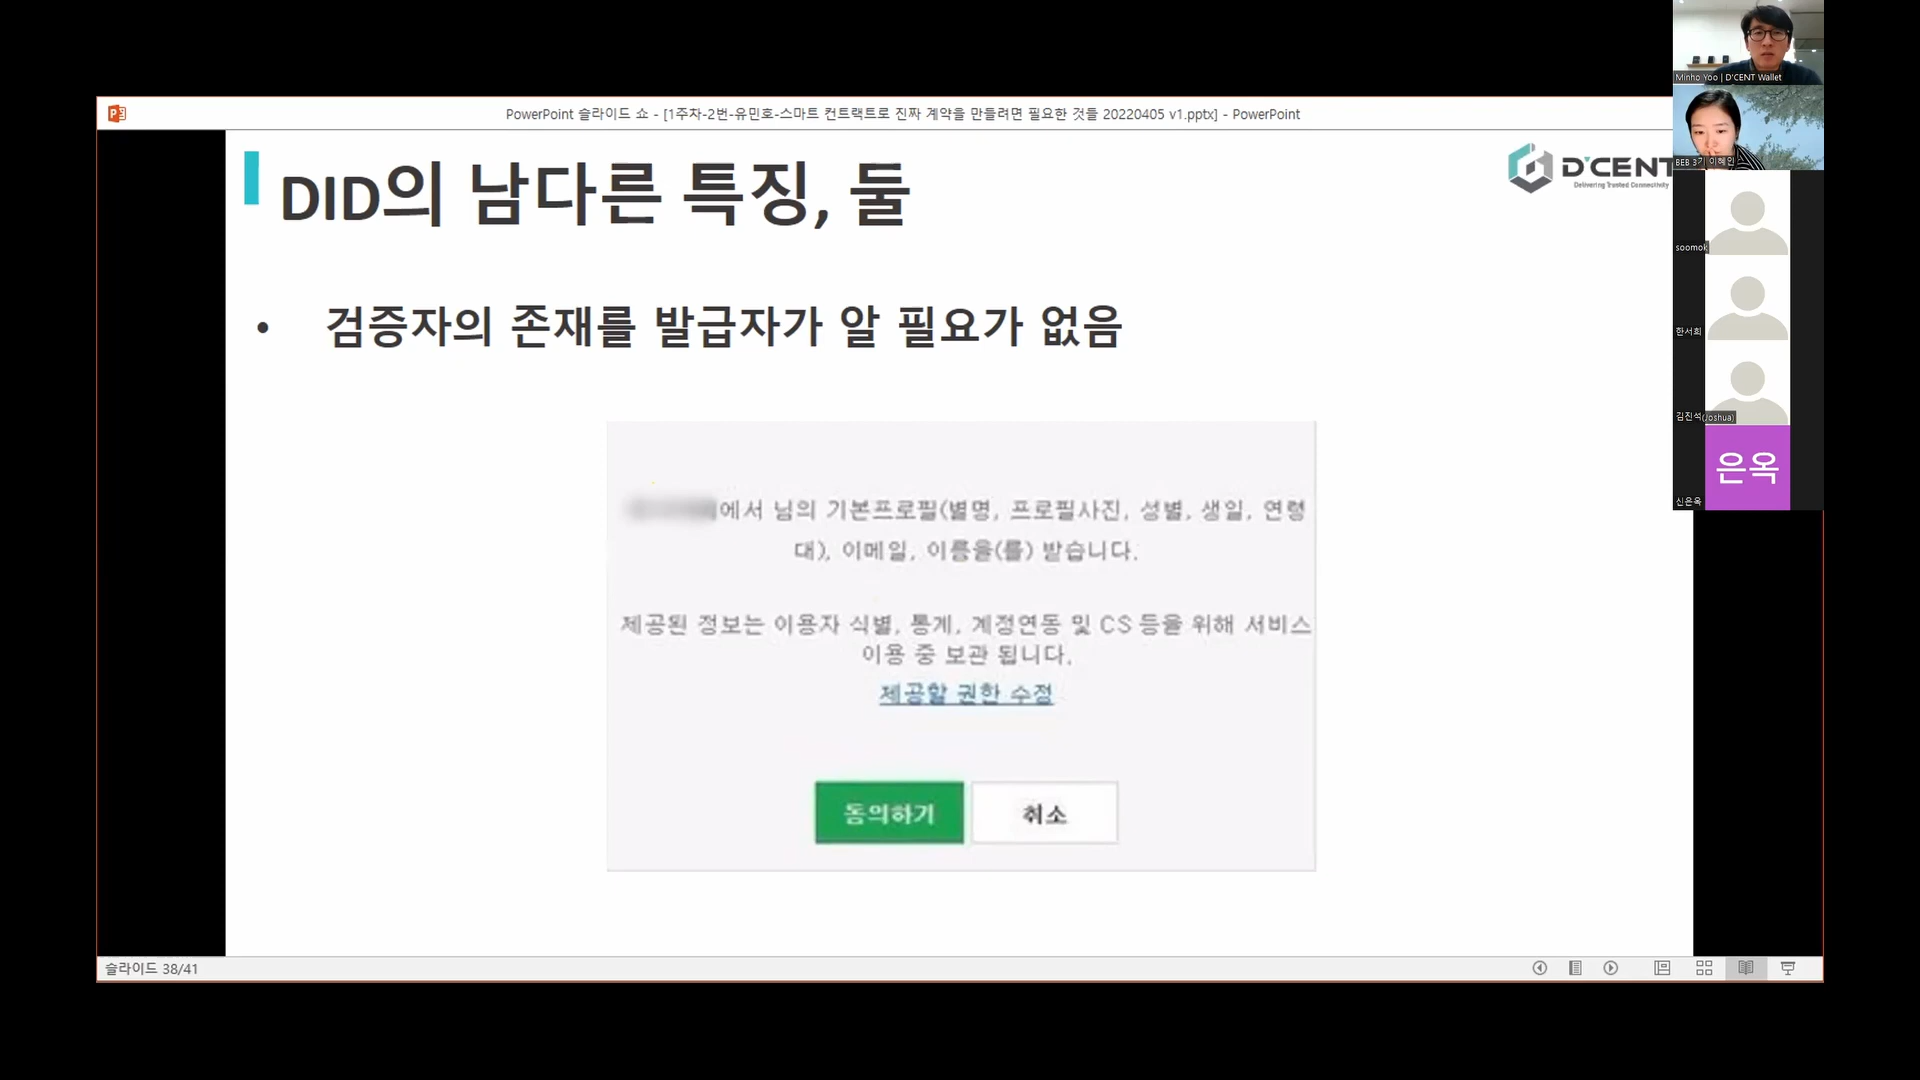 PowerPoint 슬라이드 쇼 - [1주차-2번-유민호-스마트 컨트랙트로 진짜 계약을 만들려면 필요한 것들 20220405 v1.pptx] - PowerPoint
DID의 남다른 특징, 둘
D'CENT
Delivering Trusted Connectivity
• 검증자의 존재를 발급자가 알 필요가 없음
에서 님의 기본프로필(별명, 프로필사진, 성별, 생일, 연령
대), 이메일, 이름을(를) 받습니다.
제공된 정보는 이용자 식별, 통계, 계정연동 및 CS 등을 위해 서비스
이용 중 보관 됩니다.
제공할 권한 수정
동의하기
취소
슬라이드 38/41
Minho Yoo | D'CENT Wallet
BEB 3기 이혜인
soomok
한서희
김진석(Joshua)
은옥
신은옥